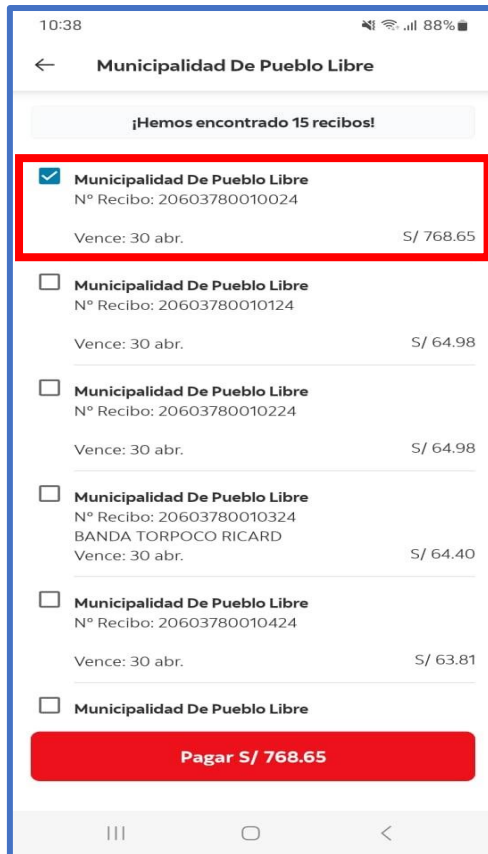 10:38 88%
Municipalidad De Pueblo Libre
¡Hemos encontrado 15 recibos!
Municipalidad De Pueblo Libre
N° Recibo: 20603780010024
Vence: 30 abr. S/ 768.65
Municipalidad De Pueblo Libre
N° Recibo: 20603780010124
Vence: 30 abr. S/ 64.98
Municipalidad De Pueblo Libre
N° Recibo: 20603780010224
Vence: 30 abr. S/ 64.98
Municipalidad De Pueblo Libre
N° Recibo: 20603780010324
BANDA TORPOCO RICARD
Vence: 30 abr. S/ 64.40
Municipalidad De Pueblo Libre
N° Recibo: 20603780010424
Vence: 30 abr. S/ 63.81
Municipalidad De Pueblo Libre
Pagar S/ 768.65